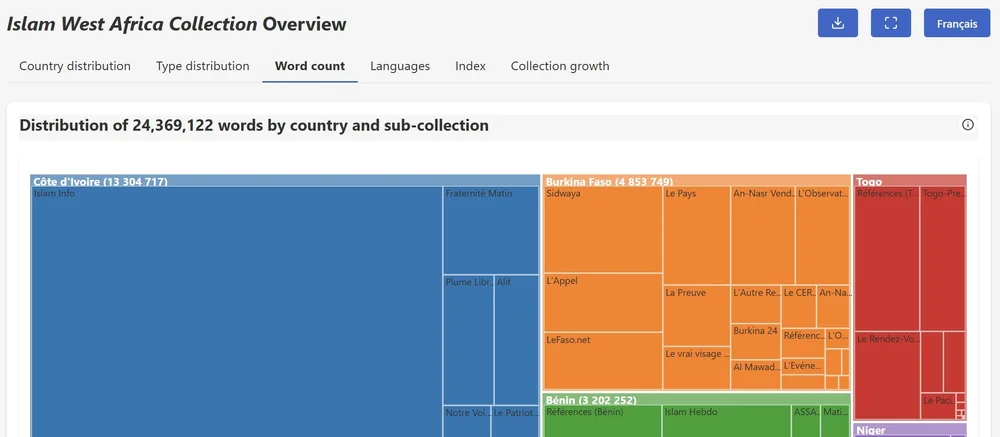 Islam West Africa Collection Overview
Français
Country distribution Type distribution Word count Languages Index Collection growth
Distribution of 24,369,122 words by country and sub-collection
Côte d'Ivoire (13 304 717)
Islam Info
Fraternité Matin
Plume Libr...
Alif
Notre Voi...
Le Patriot...
Burkina Faso (4 853 749)
Sidwaya
Le Pays
An-Nasr Vend...
L'Observat...
L'Appel
La Preuve
L'Autre Re...
Le CER...
An-Na...
Burkina 24
Référenc...
L'O...
LeFaso.net
Le vrai visage ...
Al Mawad...
L'Evéne...
Bénin (3 202 252)
Références (Bénin)
Islam Hebdo
ASSA...
Mati...
Togo
Références (T...
Togo-Pre...
Le Rendez-Vo...
Le Paci...
Niger